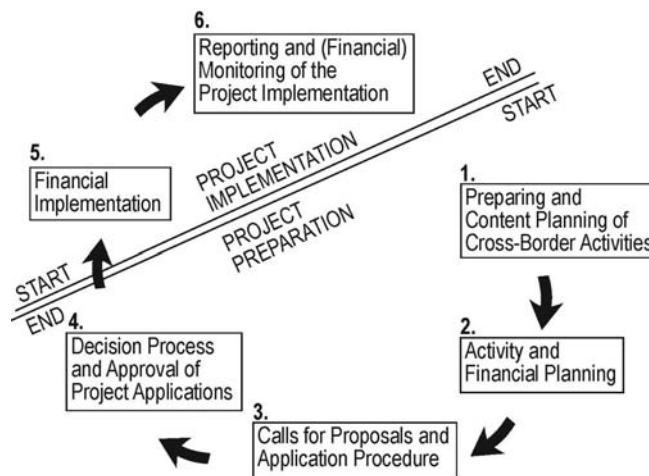 6.
Reporting and (Financial)
Monitoring of the
Project Implementation
END
START
5.
Financial
Implementation
PROJECT
IMPLEMENTATION
PROJECT
PREPARATION
1.
Preparing and
Content Planning of
Cross-Border Activities
START
END
4.
Decision Process
and Approval of
Project Applications
2.
Activity and
Financial Planning
3.
Calls for Proposals and
Application Procedure